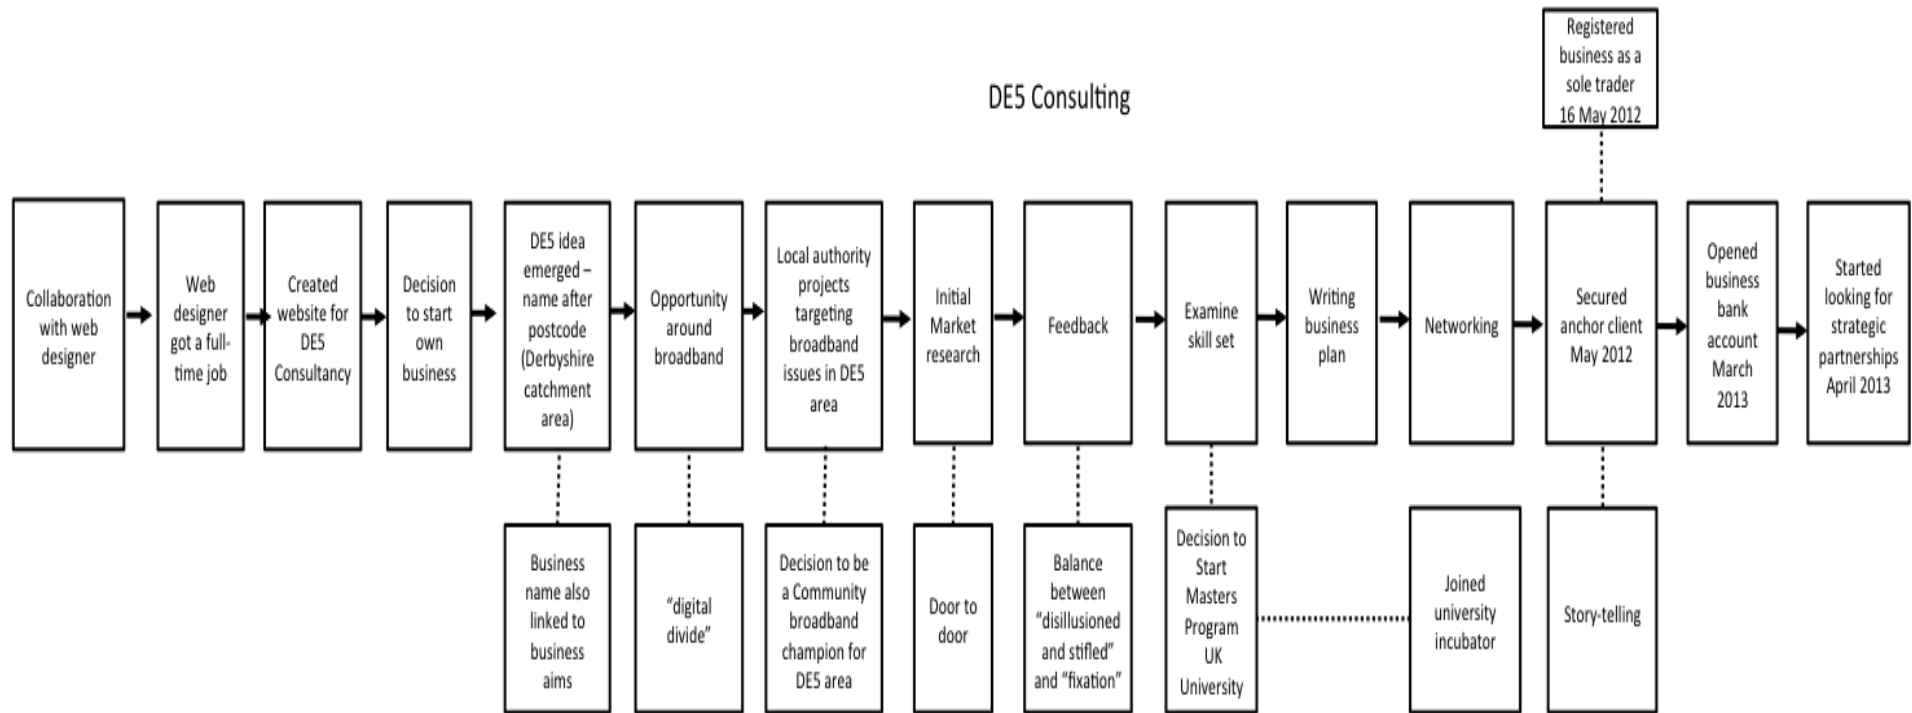 Registered
business as a
sole trader
16 May 2012
DE5 Consulting
Collaboration
with web
designer
Web
designer
got a full-
time job
Created
website for
DE5
Consultancy
Decision
to start
own
business
DE5 idea
emerged –
name after
postcode
(Derbyshire
catchment
area)
Opportunity
around
broadband
Local authority
projects
targeting
broadband
issues in DE5
area
Initial
Market
research
Feedback
Examine
skill set
Writing
business
plan
Networking
Secured
anchor client
May 2012
Opened
business
bank
account
March
2013
Started
looking for
strategic
partnerships
April 2013
Business
name also
linked to
business
aims
“digital
divide”
Decision to be
a Community
broadband
champion for
DE5 area
Door to
door
Balance
between
“disillusioned
and stifled”
and “fixation”
Decision to
Start
Masters
Program
UK
University
Joined
university
incubator
Story-telling